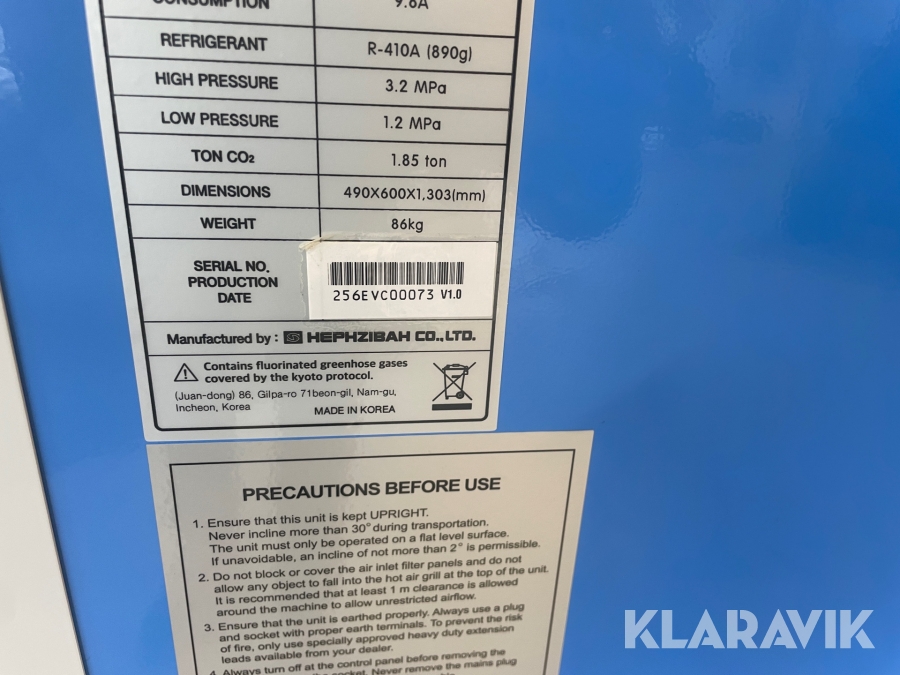 CONSUMPTION 9.8A
REFRIGERANT R-410A (890g)
HIGH PRESSURE 3.2 MPa
LOW PRESSURE 1.2 MPa
TON CO₂ 1.85 ton
DIMENSIONS 490X600X1,303(mm)
WEIGHT 86kg
SERIAL NO.
PRODUCTION
DATE
256EVC00073 V1.0
Manufactured by : HEPHZIBAH CO.,LTD.
Contains fluorinated greenhose gases
covered by the kyoto protocol.
(Juan-dong) 86, Gilpa-ro 71beon-gil, Nam-gu,
Incheon, Korea
MADE IN KOREA
PRECAUTIONS BEFORE USE
1. Ensure that this unit is kept UPRIGHT.
Never incline more than 30° during transportation.
The unit must only be operated on a flat level surface.
If unavoidable, an incline of not more than 2° is permissible.
2. Do not block or cover the air inlet filter panels and do not
allow any object to fall into the hot air grill at the top of the unit.
It is recommended that at least 1 m clearance is allowed
around the machine to allow unrestricted airflow.
3. Ensure that the unit is earthed properly. Always use a plug
and socket with proper earth terminals. To prevent the risk
of fire, only use specially approved heavy duty extension
leads available from your dealer.
4. Always turn off at the control panel before removing the
socket. Never remove the mains plug
KLARAVIK